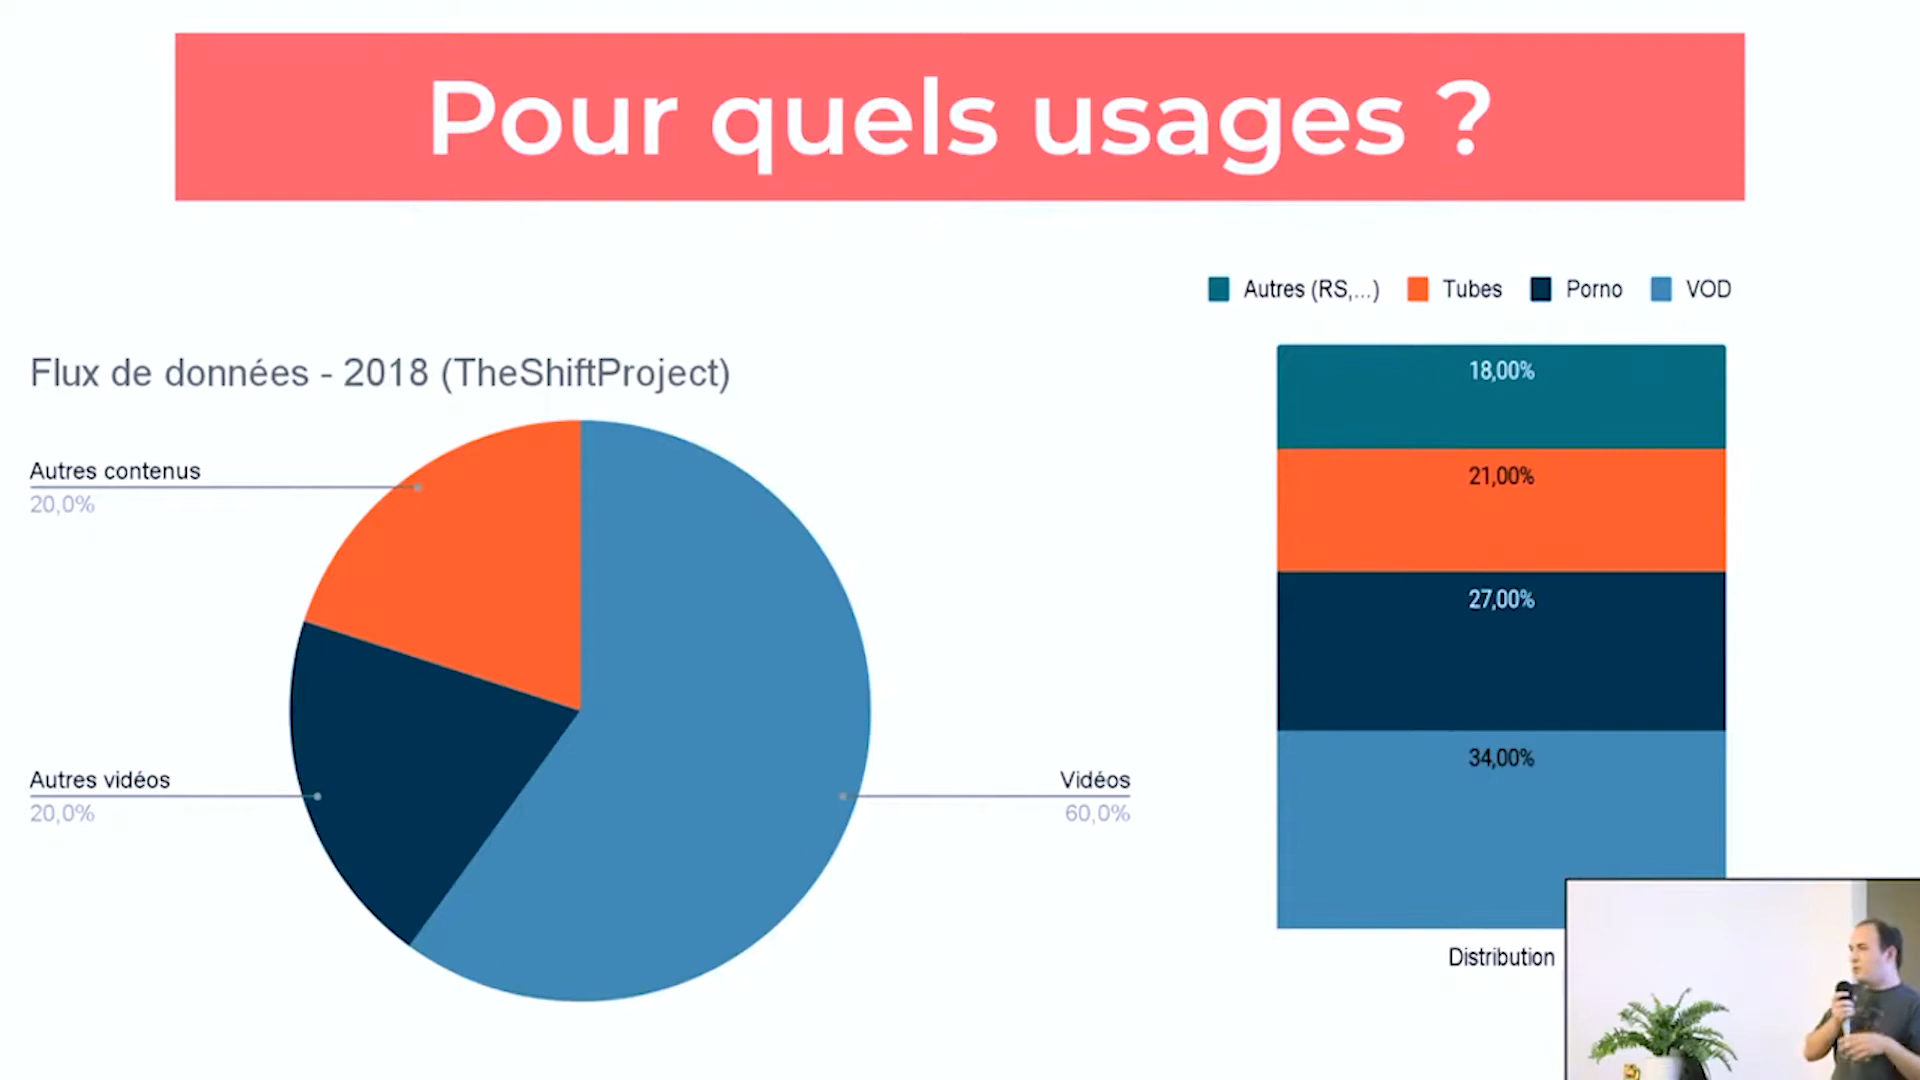 Pour quels usages ?
Autres (RS,...) Tubes Porno VOD
Flux de données - 2018 (TheShiftProject)
Autres contenus
20,0%
Autres vidéos
20,0%
Vidéos
60,0%
18,00%
21,00%
27,00%
34,00%
Distribution